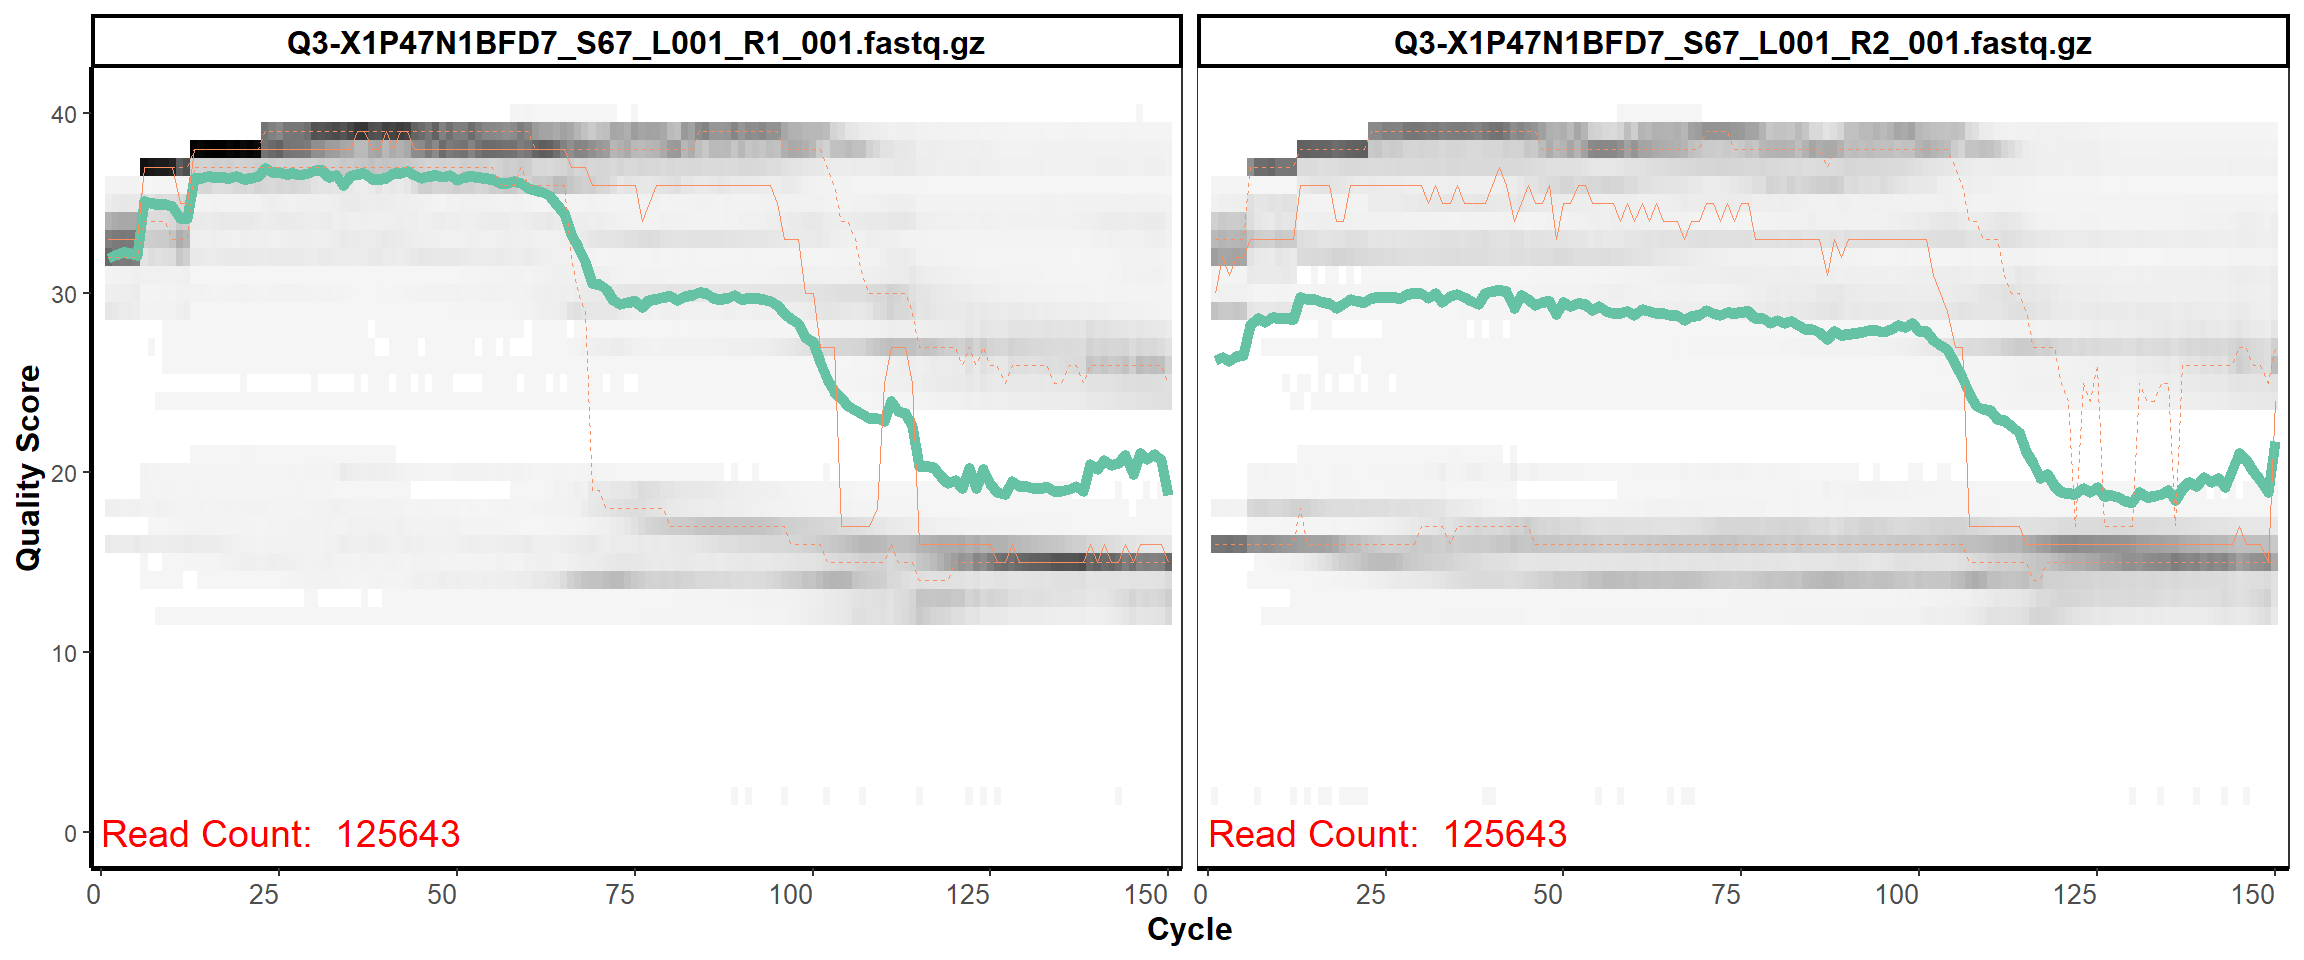 Q3-X1P47N1BFD7_S67_L001_R1_001.fastq.gz
Q3-X1P47N1BFD7_S67_L001_R2_001.fastq.gz
Quality Score
40
30
20
10
0
Read Count: 125643
Read Count: 125643
0 25 50 75 100 125 150
0 25 50 75 100 125 150
Cycle